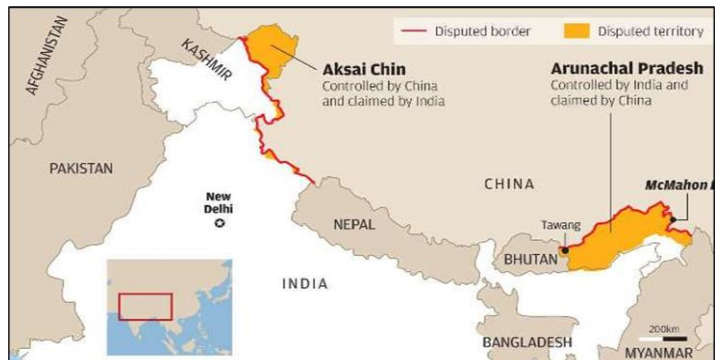 Disputed border
Disputed territory
AFGHANISTAN
KASHMIR
Aksai Chin
Controlled by China
and claimed by India
Arunachal Pradesh
Controlled by India and
claimed by China
PAKISTAN
CHINA
McMahon
New
Delhi
NEPAL
Tawang
BHUTAN
INDIA
BANGLADESH
200km
MYANMAR